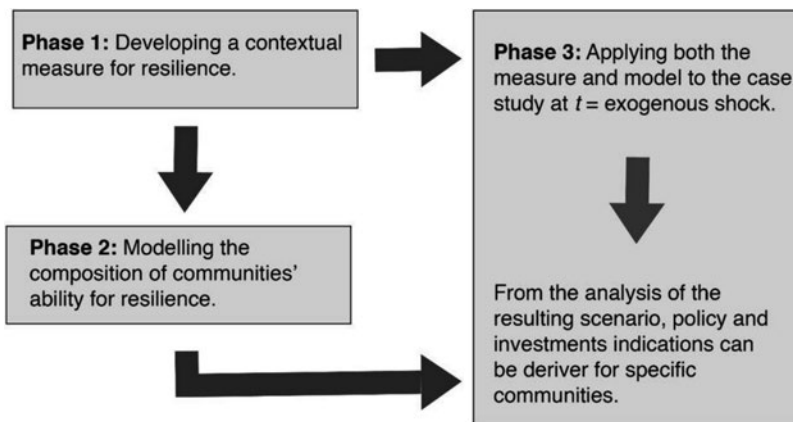 Phase 1: Developing a contextual
measure for resilience.
Phase 2: Modelling the
composition of communities’
ability for resilience.
Phase 3: Applying both the
measure and model to the case
study at t = exogenous shock.
From the analysis of the
resulting scenario, policy and
investments indications can
be deriver for specific
communities.